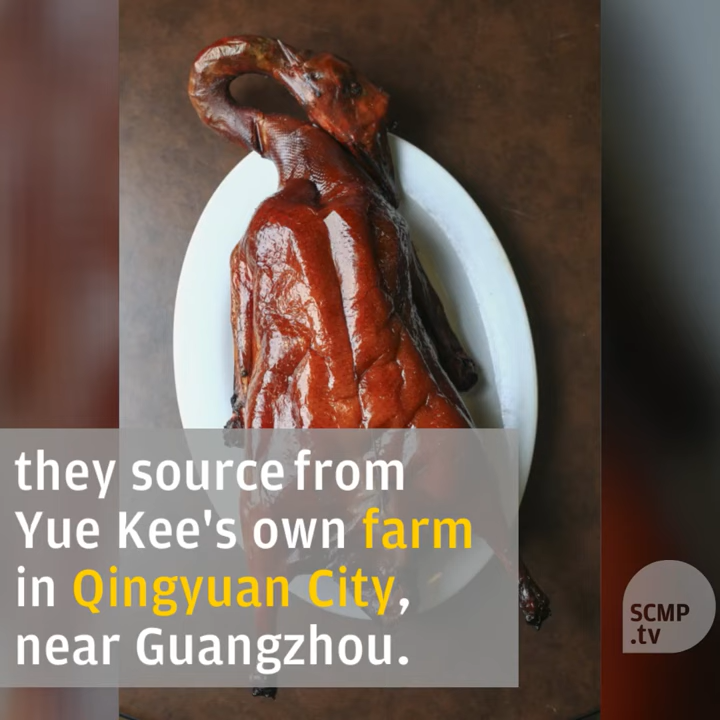 they source from
Yue Kee's own farm
in Qingyuan City,
near Guangzhou.
SCMP
.tv